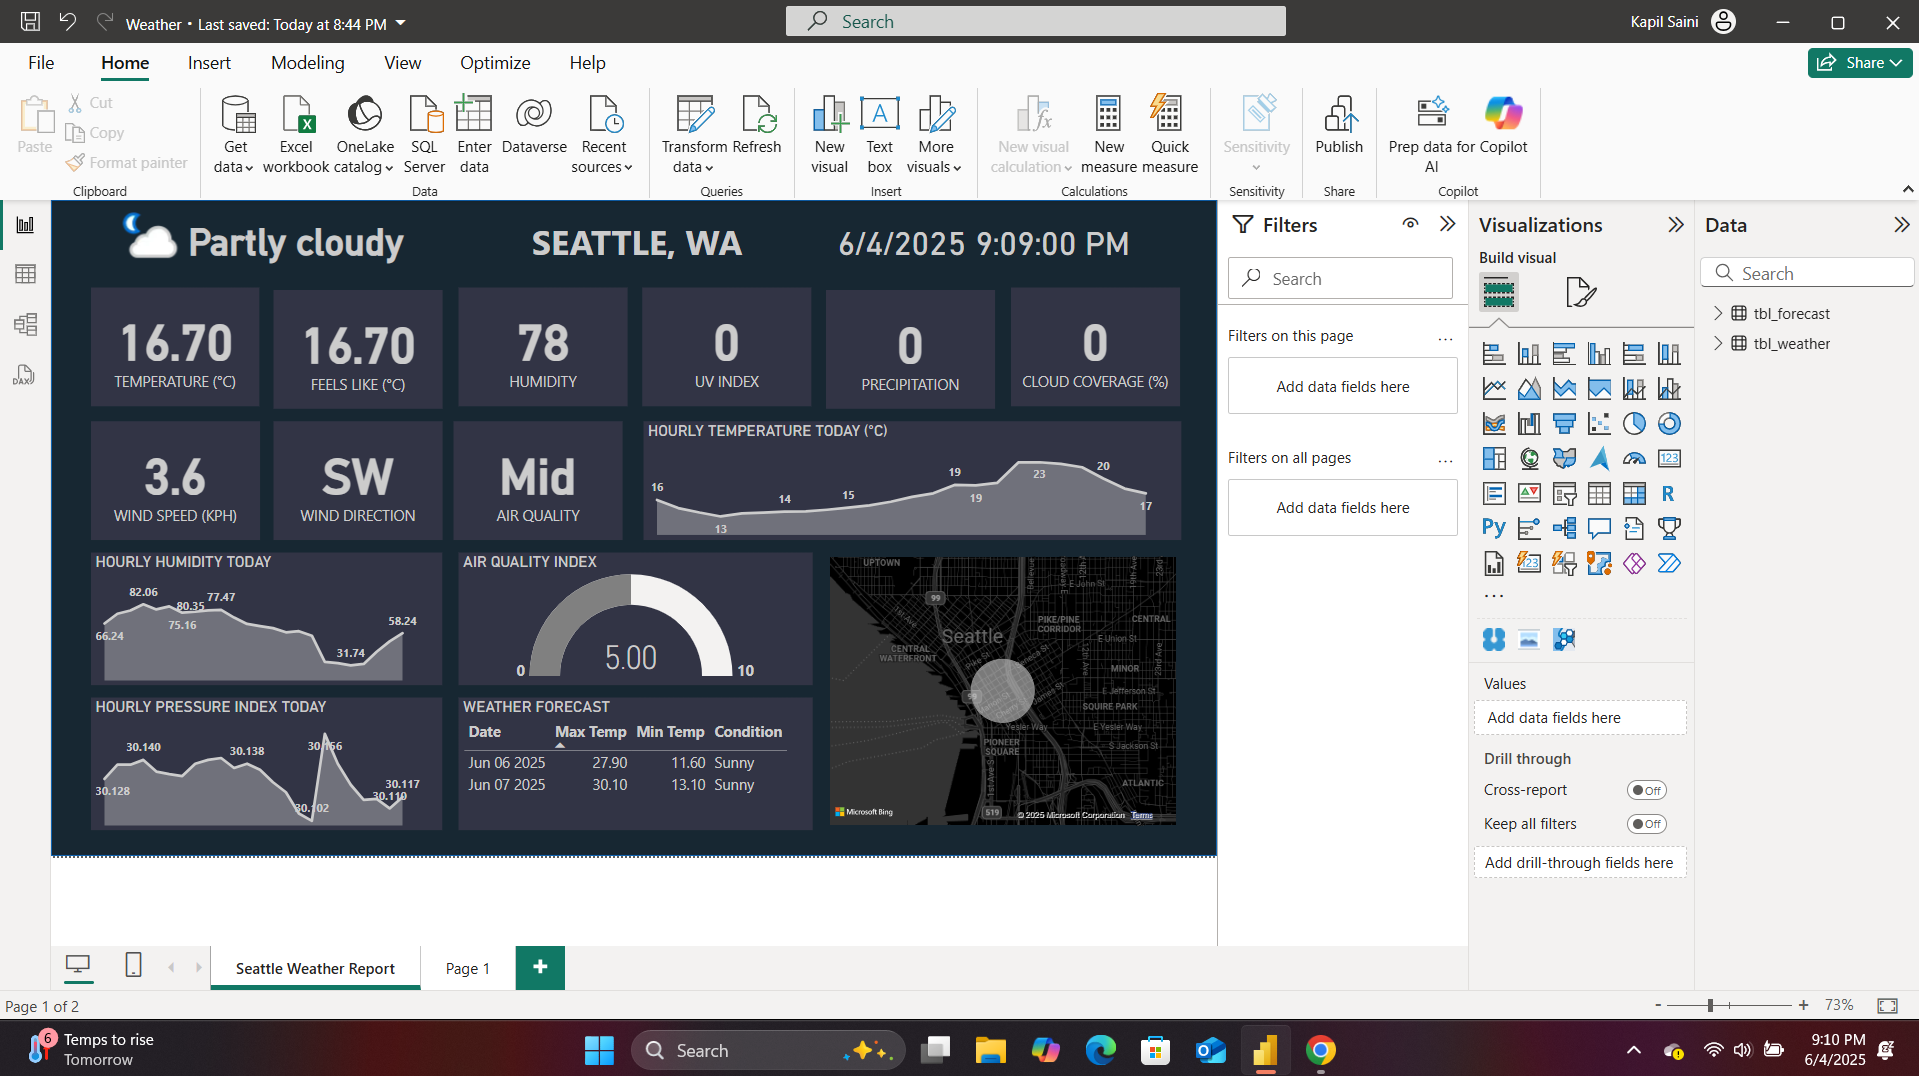 Weather • Last saved: Today at 8:44 PM
Search
Kapil Saini
File Home Insert Modeling View Optimize Help
Share
Paste
Cut
Copy
Format painter
Clipboard
Get data
Excel workbook
OneLake catalog
SQL Server
Enter data
Dataverse
Recent sources
Data
Transform data
Refresh
Queries
New visual
Text box
More visuals
Insert
New visual calculation
New measure
Quick measure
Calculations
Sensitivity
Sensitivity
Publish
Share
Prep data for AI
Copilot
Copilot
Partly cloudy
SEATTLE, WA
6/4/2025 9:09:00 PM
16.70
TEMPERATURE (°C)
16.70
FEELS LIKE (°C)
78
HUMIDITY
0
UV INDEX
0
PRECIPITATION
0
CLOUD COVERAGE (%)
3.6
WIND SPEED (KPH)
SW
WIND DIRECTION
Mid
AIR QUALITY
HOURLY TEMPERATURE TODAY (°C)
16
13
14
15
19
19
23
20
17
HOURLY HUMIDITY TODAY
66.24
82.06
75.16
80.35
77.47
31.74
58.24
AIR QUALITY INDEX
0
5.00
10
HOURLY PRESSURE INDEX TODAY
30.128
30.140
30.138
30.102
30.156
30.110
30.117
WEATHER FORECAST
Date Max Temp Min Temp Condition
Jun 06 2025 27.90 11.60 Sunny
Jun 07 2025 30.10 13.10 Sunny
UPTOWN
99
E John St
PIKE/PINE CORRIDOR
CENTRAL
Seattle
E Union St
CENTRAL WATERFRONT
Pike St
MINOR
99
E Jefferson St
SQUIRE PARK
Yesler Way
E Yesler Way
PIONEER SQUARE
S Jackson St
ATLANTIC
519
Microsoft Bing
© 2025 Microsoft Corporation Terms
Filters
Search
Filters on this page
...
Add data fields here
Filters on all pages
...
Add data fields here
Visualizations
Build visual
123
R
Py
...
Values
Add data fields here
Drill through
Cross-report
Off
Keep all filters
Off
Add drill-through fields here
Data
Search
tbl_forecast
tbl_weather
Seattle Weather Report
Page 1
+
Page 1 of 2
- + 73%
6
Temps to rise
Tomorrow
Search
9:10 PM
6/4/2025